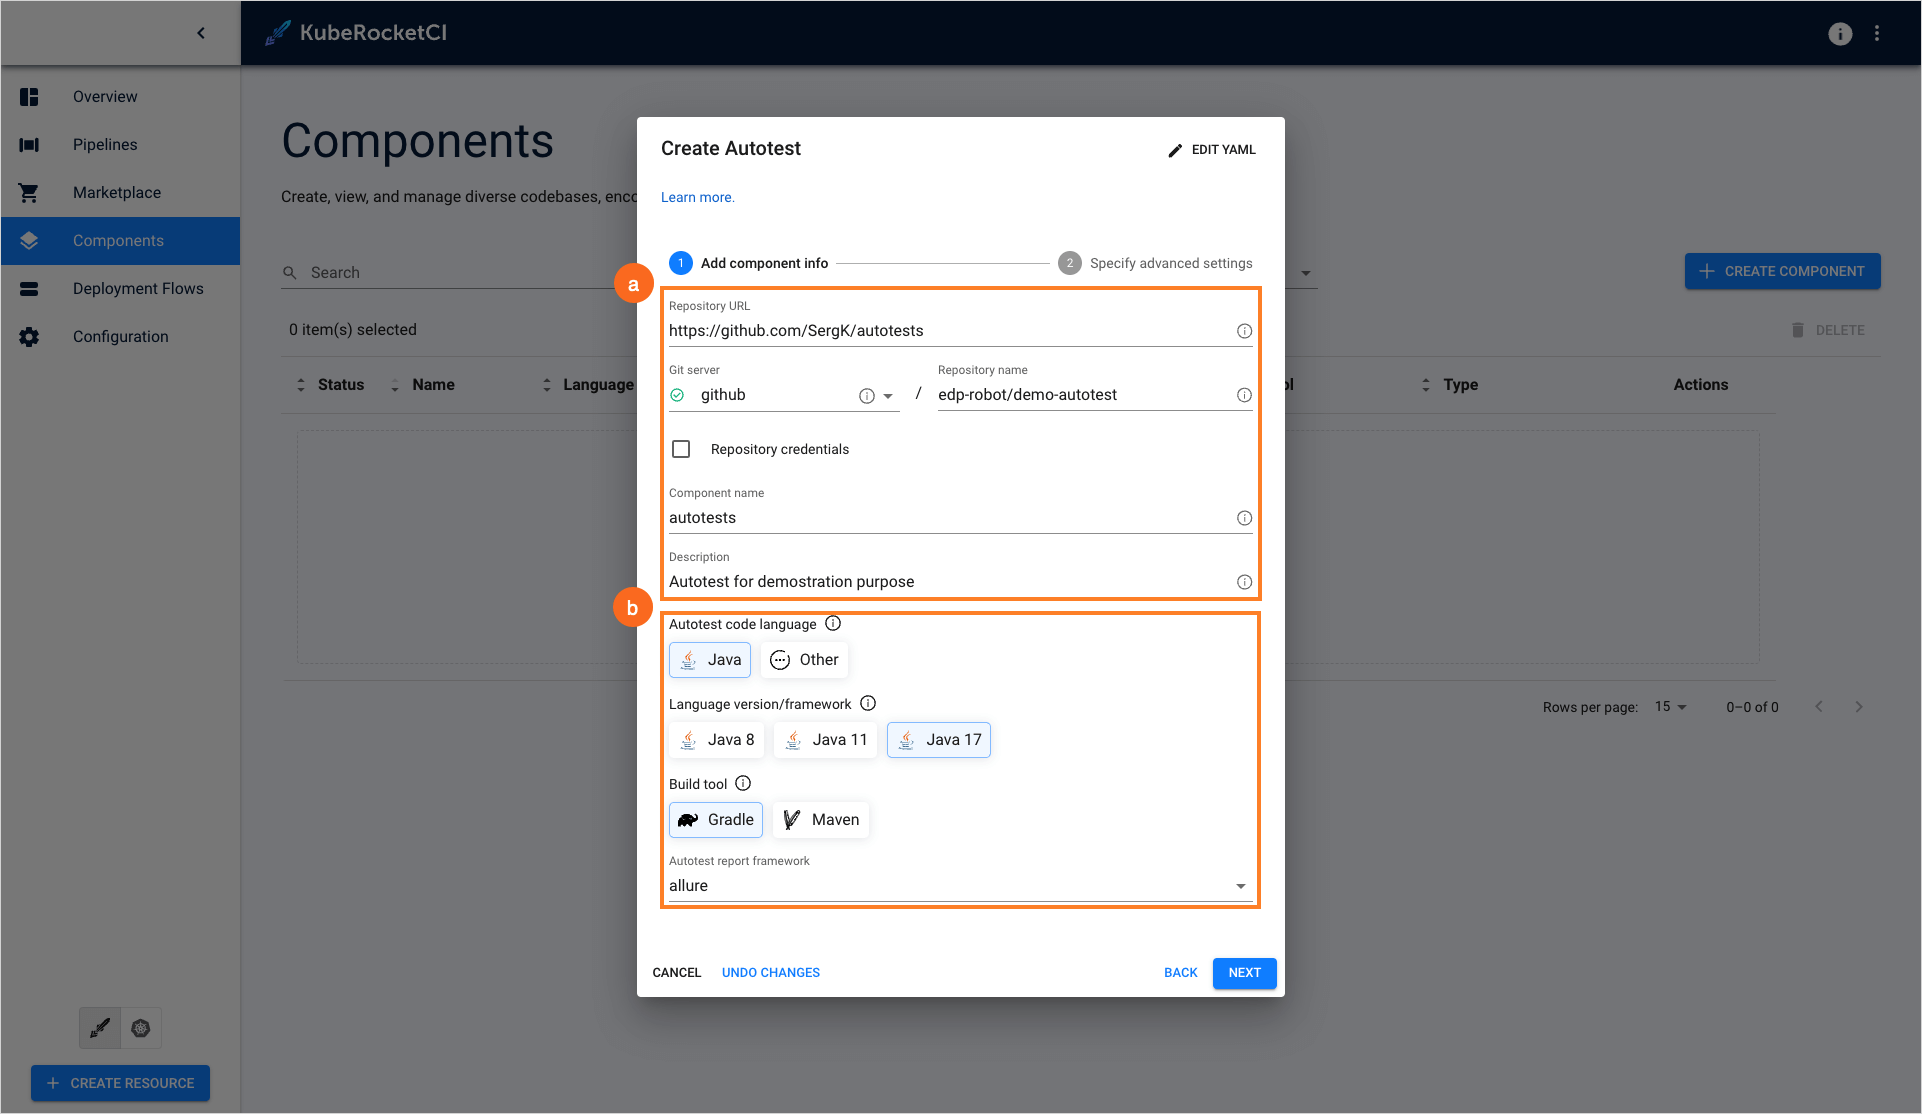 KubeRocketCI
Overview
Pipelines
Marketplace
Components
Deployment Flows
Configuration
CREATE RESOURCE
Components
Create, view, and manage diverse codebases,
Search
CREATE COMPONENT
0 item(s) selected
DELETE
Status Name Language Type Actions
Rows per page: 15 0–0 of 0
Create Autotest
EDIT YAML
Learn more.
1 Add component info 2 Specify advanced settings
a
Repository URL
https://github.com/SergK/autotests
Git server Repository name
github / edp-robot/demo-autotest
Repository credentials
Component name
autotests
Description
Autotest for demostration purpose
b
Autotest code language
Java Other
Language version/framework
Java 8 Java 11 Java 17
Build tool
Gradle Maven
Autotest report framework
allure
CANCEL UNDO CHANGES BACK NEXT